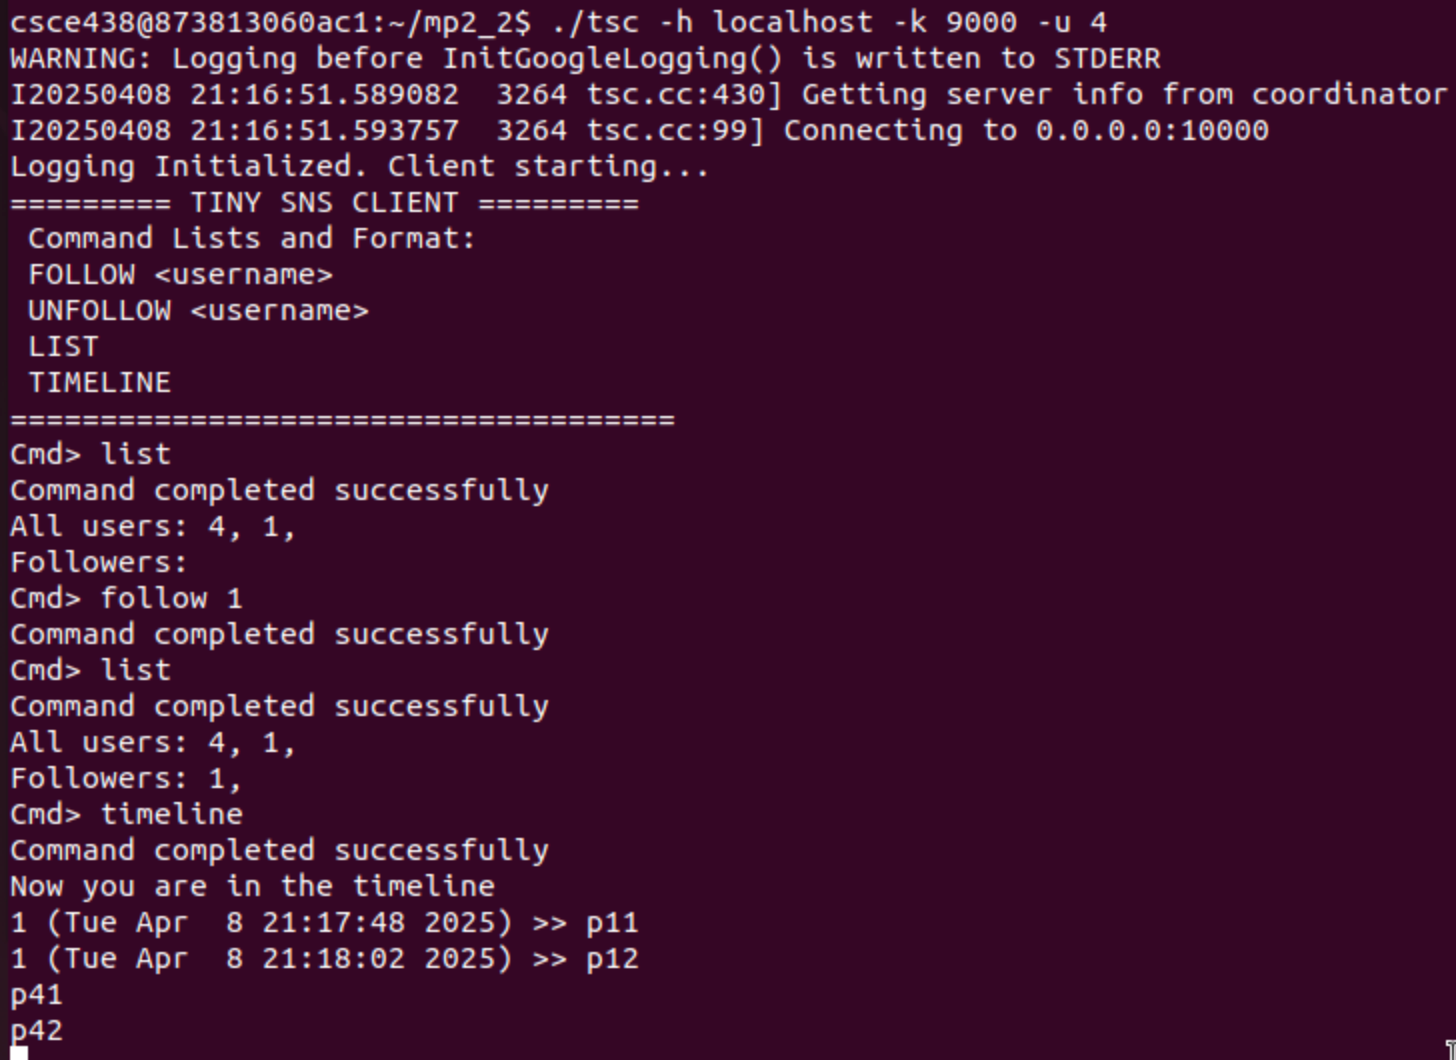 csce438@873813060ac1:~/mp2_2$ ./tsc -h localhost -k 9000 -u 4
WARNING: Logging before InitGoogleLogging() is written to STDERR
I20250408 21:16:51.589082  3264 tsc.cc:430] Getting server info from coordinator
I20250408 21:16:51.593757  3264 tsc.cc:99] Connecting to 0.0.0.0:10000
Logging Initialized. Client starting...
========= TINY SNS CLIENT =========
 Command Lists and Format:
 FOLLOW <username>
 UNFOLLOW <username>
 LIST
 TIMELINE
=====================================
Cmd> list
Command completed successfully
All users: 4, 1,
Followers:
Cmd> follow 1
Command completed successfully
Cmd> list
Command completed successfully
All users: 4, 1,
Followers: 1,
Cmd> timeline
Command completed successfully
Now you are in the timeline
1 (Tue Apr  8 21:17:48 2025) >> p11
1 (Tue Apr  8 21:18:02 2025) >> p12
p41
p42